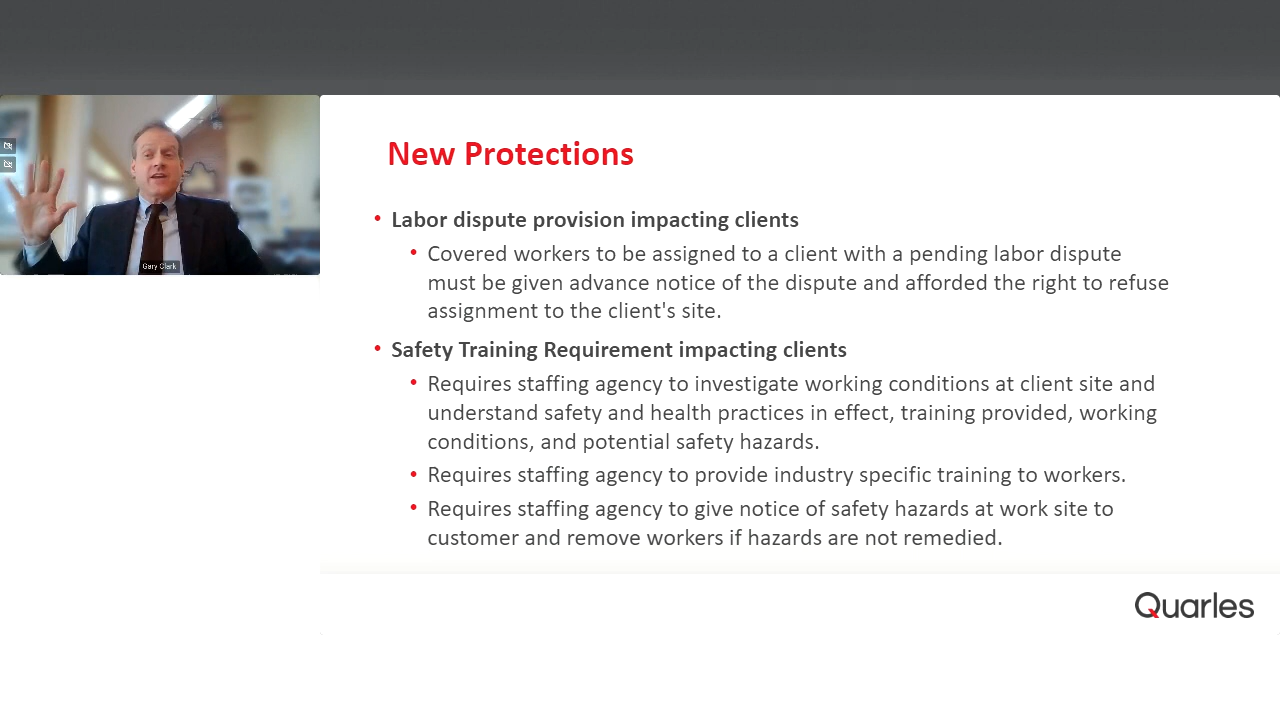 Gary Clark
New Protections
• Labor dispute provision impacting clients
• Covered workers to be assigned to a client with a pending labor dispute
must be given advance notice of the dispute and afforded the right to refuse
assignment to the client's site.
• Safety Training Requirement impacting clients
• Requires staffing agency to investigate working conditions at client site and
understand safety and health practices in effect, training provided, working
conditions, and potential safety hazards.
• Requires staffing agency to provide industry specific training to workers.
• Requires staffing agency to give notice of safety hazards at work site to
customer and remove workers if hazards are not remedied.
Quarles